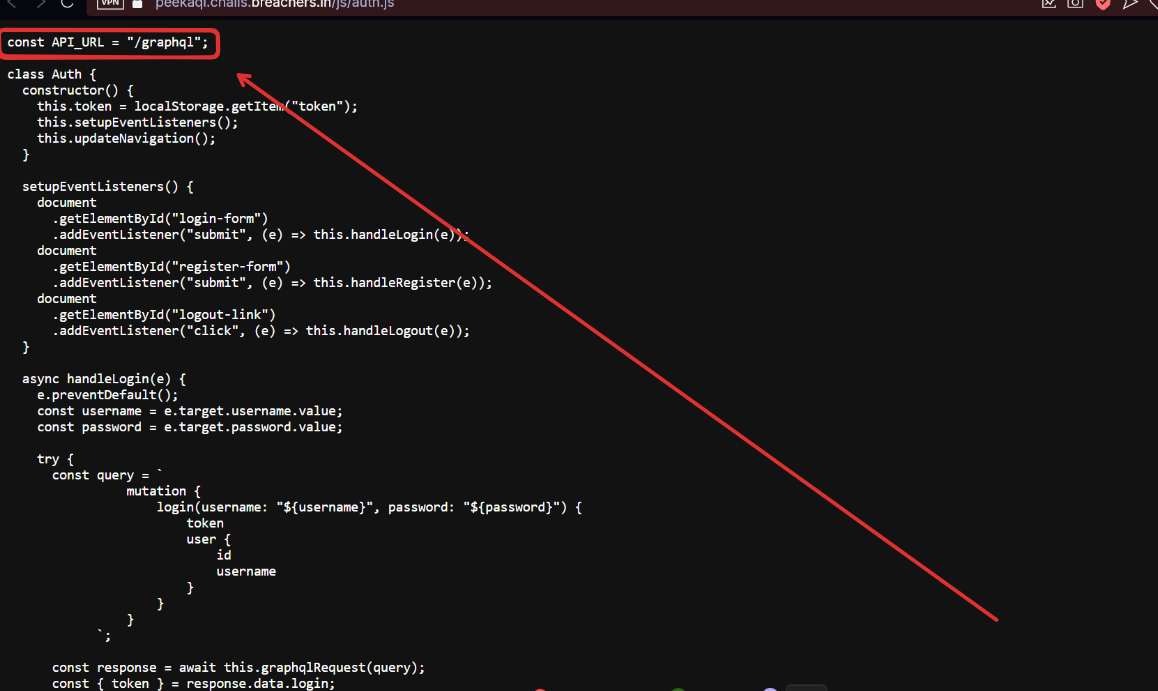 VPN peekaql.challs.breachers.in/js/auth.js
const API_URL = "/graphql";
class Auth {
  constructor() {
    this.token = localStorage.getItem("token");
    this.setupEventListeners();
    this.updateNavigation();
  }
  setupEventListeners() {
    document
      .getElementById("login-form")
      .addEventListener("submit", (e) => this.handleLogin(e));
    document
      .getElementById("register-form")
      .addEventListener("submit", (e) => this.handleRegister(e));
    document
      .getElementById("logout-link")
      .addEventListener("click", (e) => this.handleLogout(e));
  }
  async handleLogin(e) {
    e.preventDefault();
    const username = e.target.username.value;
    const password = e.target.password.value;
    try {
      const query = `
                mutation {
                    login(username: "${username}", password: "${password}") {
                        token
                        user {
                            id
                            username
                        }
                    }
                }
            `;
      const response = await this.graphqlRequest(query);
      const { token } = response.data.login;